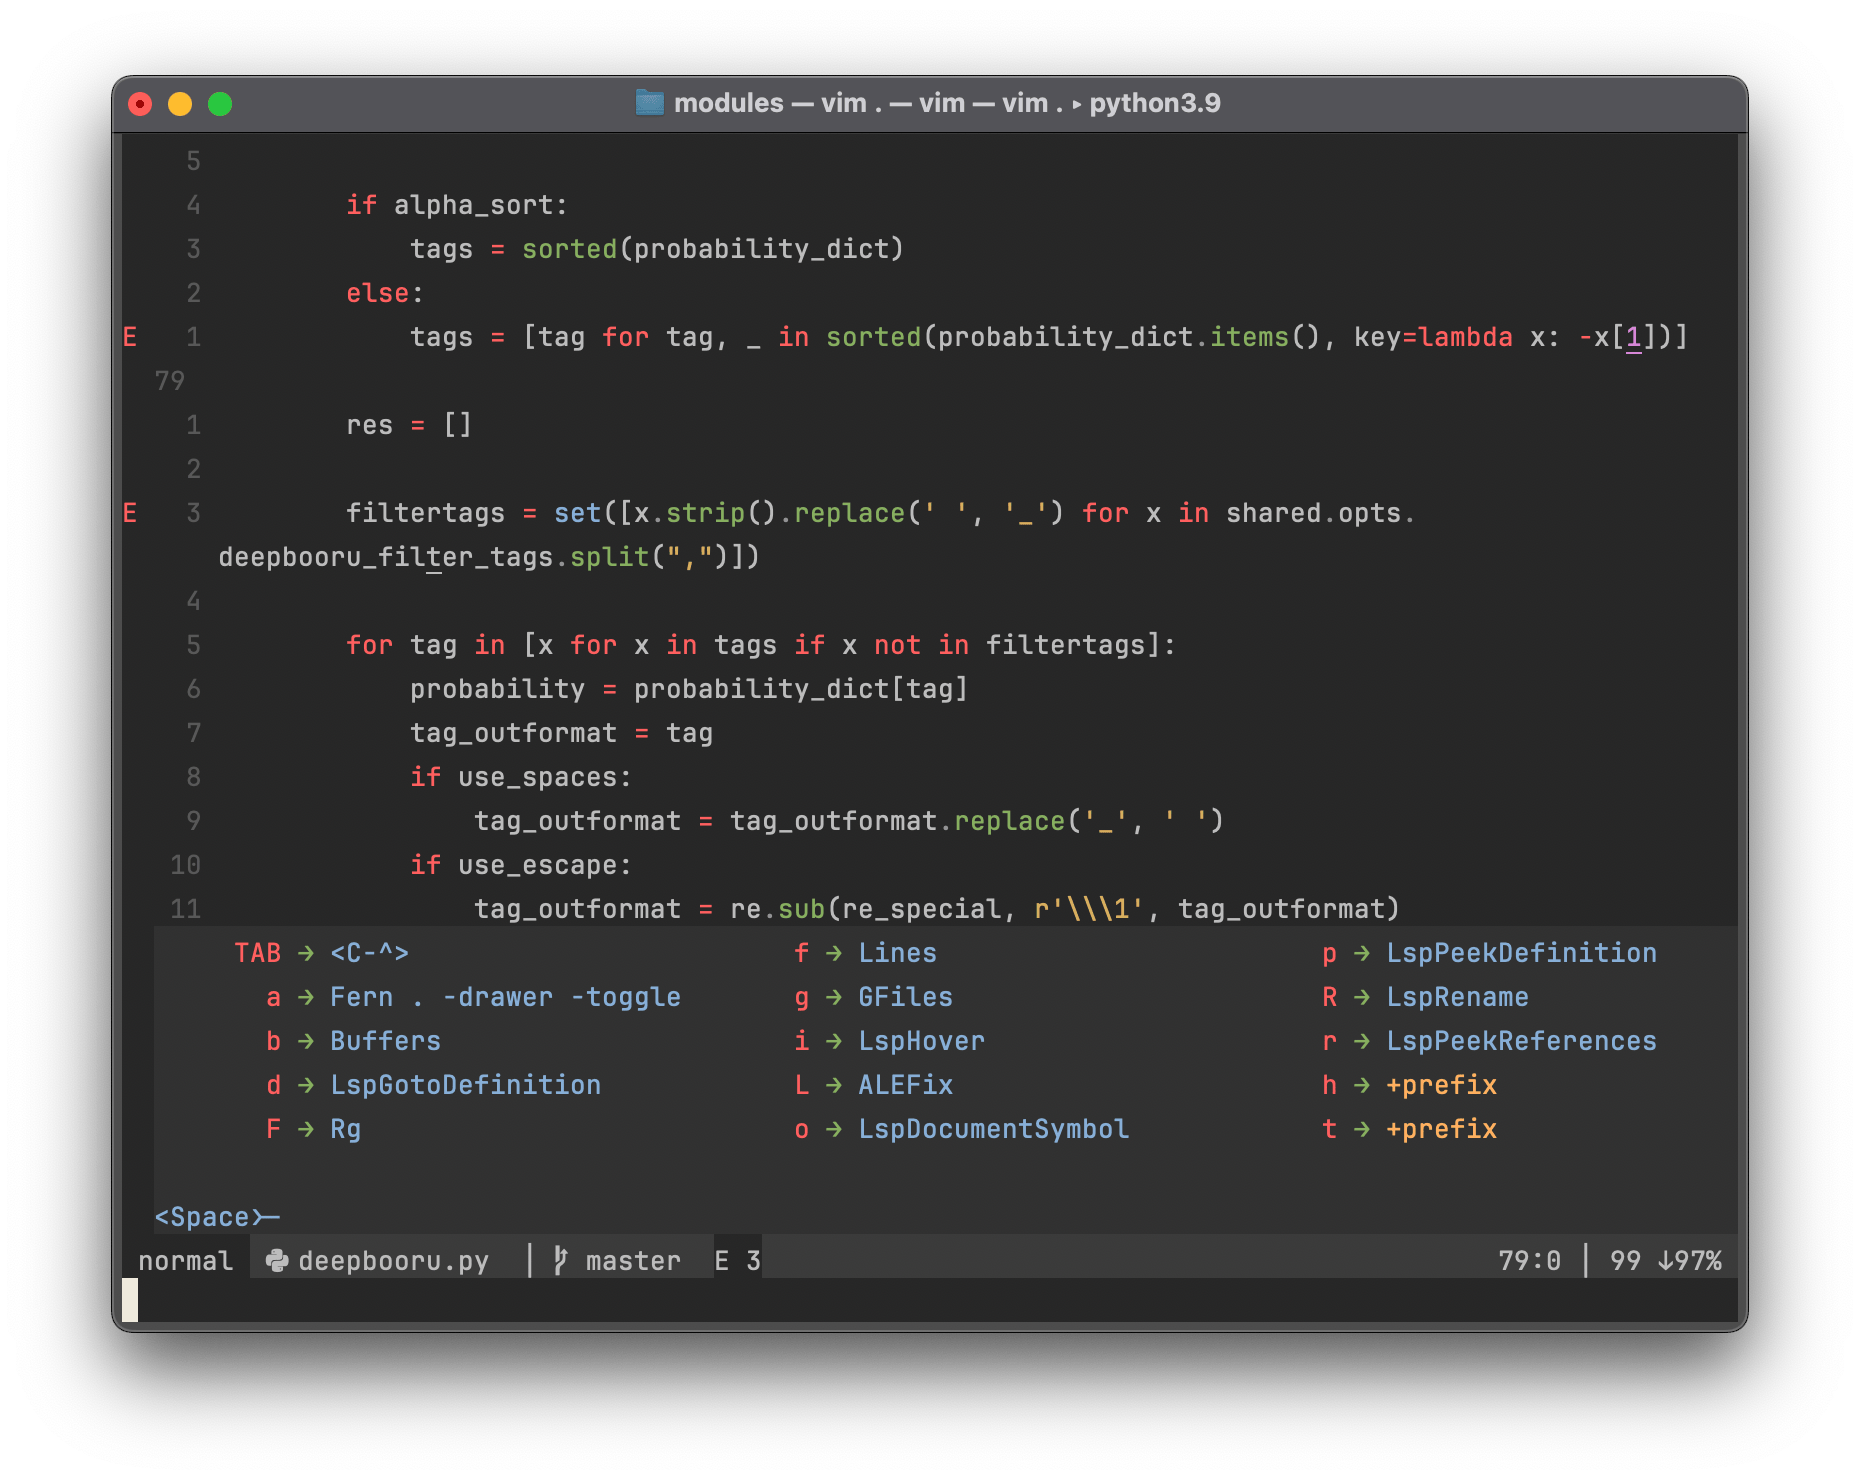 modules — vim . — vim — vim . ▸ python3.9
5
4         if alpha_sort:
3             tags = sorted(probability_dict)
2         else:
E   1             tags = [tag for tag, _ in sorted(probability_dict.items(), key=lambda x: -x[1])]
79
1         res = []
2
E   3         filtertags = set([x.strip().replace(' ', '_') for x in shared.opts.
deepbooru_filter_tags.split(",")])
4
5         for tag in [x for x in tags if x not in filtertags]:
6             probability = probability_dict[tag]
7             tag_outformat = tag
8             if use_spaces:
9                 tag_outformat = tag_outformat.replace('_', ' ')
10             if use_escape:
11                 tag_outformat = re.sub(re_special, r'\\\1', tag_outformat)
TAB → <C-^>   f → Lines   p → LspPeekDefinition
a → Fern . -drawer -toggle   g → GFiles   R → LspRename
b → Buffers   i → LspHover   r → LspPeekReferences
d → LspGotoDefinition   L → ALEFix   h → +prefix
F → Rg   o → LspDocumentSymbol   t → +prefix
<Space>—
normal   deepbooru.py   |   master   E 3   79:0 | 99 ↓97%